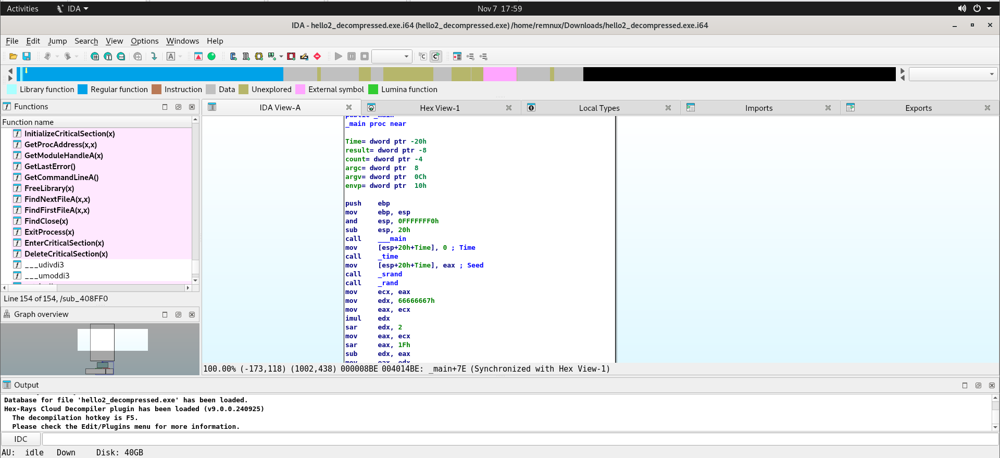 Activities IDA Nov 7 17:59
IDA - hello2_decompressed.exe.i64 (hello2_decompressed.exe) /home/remnux/Downloads/hello2_decompressed.exe.i64
File Edit Jump Search View Options Windows Help
Library function Regular function Instruction Data Unexplored External symbol Lumina function
Functions
Function name
InitializeCriticalSection(x)
GetProcAddress(x,x)
GetModuleHandleA(x)
GetLastError()
GetCommandLineA()
FreeLibrary(x)
FindNextFileA(x,x)
FindFirstFileA(x,x)
FindClose(x)
ExitProcess(x)
EnterCriticalSection(x)
DeleteCriticalSection(x)
___udivdi3
___umoddi3
Line 154 of 154, /sub_408FF0
Graph overview
IDA View-A Hex View-1 Local Types Imports Exports
public _main
_main proc near
Time= dword ptr -20h
result= dword ptr -8
count= dword ptr -4
argc= dword ptr  8
argv= dword ptr  0Ch
envp= dword ptr  10h
push    ebp
mov     ebp, esp
and     esp, 0FFFFFFF0h
sub     esp, 20h
call    ___main
mov     [esp+20h+Time], 0 ; Time
call    _time
mov     [esp+20h+Time], eax ; Seed
call    _srand
call    _rand
mov     ecx, eax
mov     edx, 66666667h
mov     eax, ecx
imul    edx
sar     edx, 2
mov     eax, ecx
sar     eax, 1Fh
sub     edx, eax
mov     eax, edx
100.00% (-173,118) (1002,438) 000008BE 004014BE: _main+7E (Synchronized with Hex View-1)
Output
Database for file 'hello2_decompressed.exe' has been loaded.
Hex-Rays Cloud Decompiler plugin has been loaded (v9.0.0.240925)
The decompilation hotkey is F5.
Please check the Edit/Plugins menu for more information.
IDC
AU: idle Down Disk: 40GB